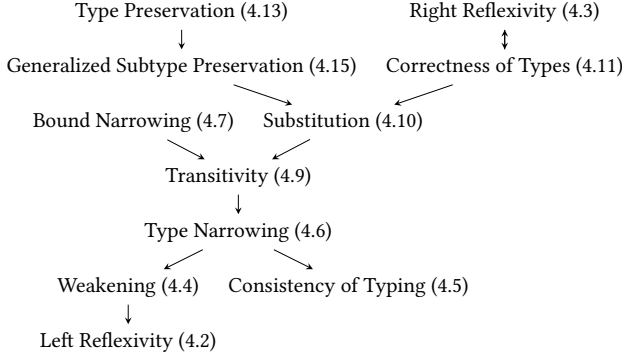 Type Preservation (4.13) Right Reflexivity (4.3)
Generalized Subtype Preservation (4.15) Correctness of Types (4.11)
Bound Narrowing (4.7) Substitution (4.10)
Transitivity (4.9)
Type Narrowing (4.6)
Weakening (4.4) Consistency of Typing (4.5)
Left Reflexivity (4.2)